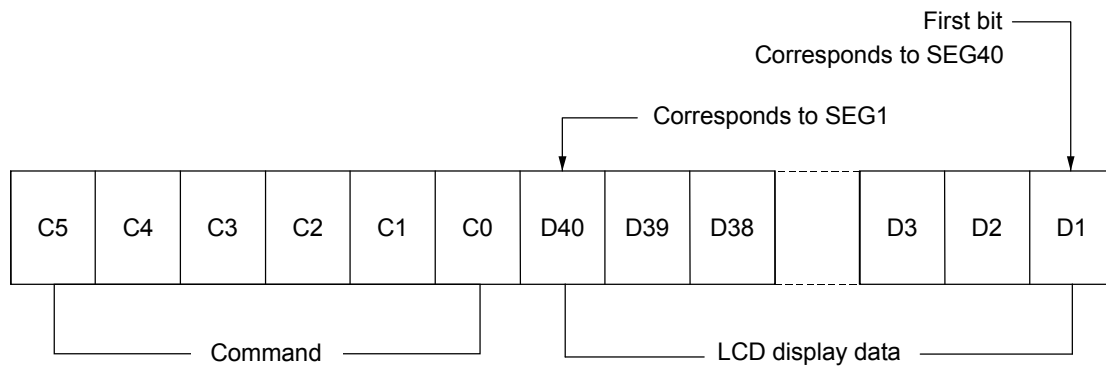 First bit
Corresponds to SEG40
Corresponds to SEG1
C5 C4 C3 C2 C1 C0 D40 D39 D38 D3 D2 D1
Command LCD display data